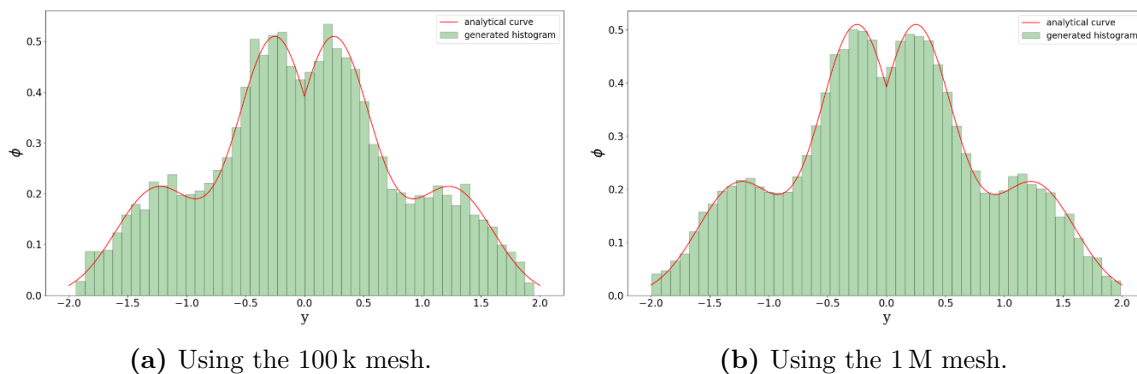 analytical curve
generated histogram
0.5
0.4
0.3
0.2
0.1
0.0
ϕ
−2.0 −1.5 −1.0 −0.5 0.0 0.5 1.0 1.5 2.0
y
(a) Using the 100 k mesh.
analytical curve
generated histogram
0.5
0.4
0.3
0.2
0.1
0.0
ϕ
−2.0 −1.5 −1.0 −0.5 0.0 0.5 1.0 1.5 2.0
y
(b) Using the 1 M mesh.